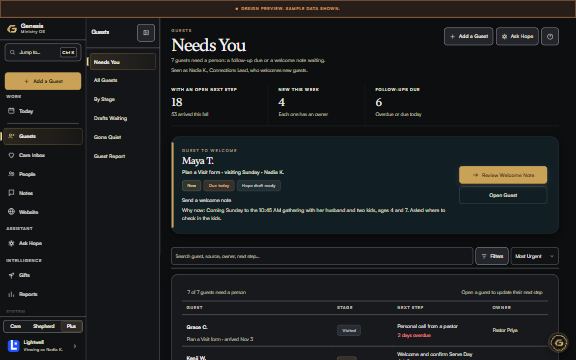 DESIGN PREVIEW. SAMPLE DATA SHOWN.
Genesis
Ministry OS
Jump to...
Ctrl K
+ Add a Guest
WORK
Today
Guests
Care Inbox
People
Notes
Website
ASSISTANT
Ask Hope
INTELLIGENCE
Gifts
Reports
Care
Shepherd
Plus
Lightwell
Viewing as Nadia K.
Guests
Needs You
All Guests
By Stage
Drafts Waiting
Gone Quiet
Guest Report
GUESTS
Needs You
7 guests need a person: a follow-up due or a welcome note waiting.
Seen as Nadia K., Connections Lead, who welcomes new guests.
+ Add a Guest
Ask Hope
WITH AN OPEN NEXT STEP
18
53 arrived this fall
NEW THIS WEEK
4
Each one has an owner
FOLLOW-UPS DUE
6
Overdue or due today
GUEST TO WELCOME
Maya T.
Plan a Visit form • visiting Sunday • Nadia K.
New
Due today
Hope draft ready
Send a welcome note
Why now: Coming Sunday to the 10:45 AM gathering with her husband and two kids, ages 4 and 7. Asked where to
check in the kids.
→ Review Welcome Note
Open Guest
Search guest, source, owner, next step...
Filters
Most Urgent
7 of 7 guests need a person
Open a guest to update their next step.
GUEST
STAGE
NEXT STEP
OWNER
Grace C.
Plan a Visit form • arrived Nov 3
Visited
Personal call from a pastor
2 days overdue
Pastor Priya
Kenji W.
Welcome and confirm Serve Day